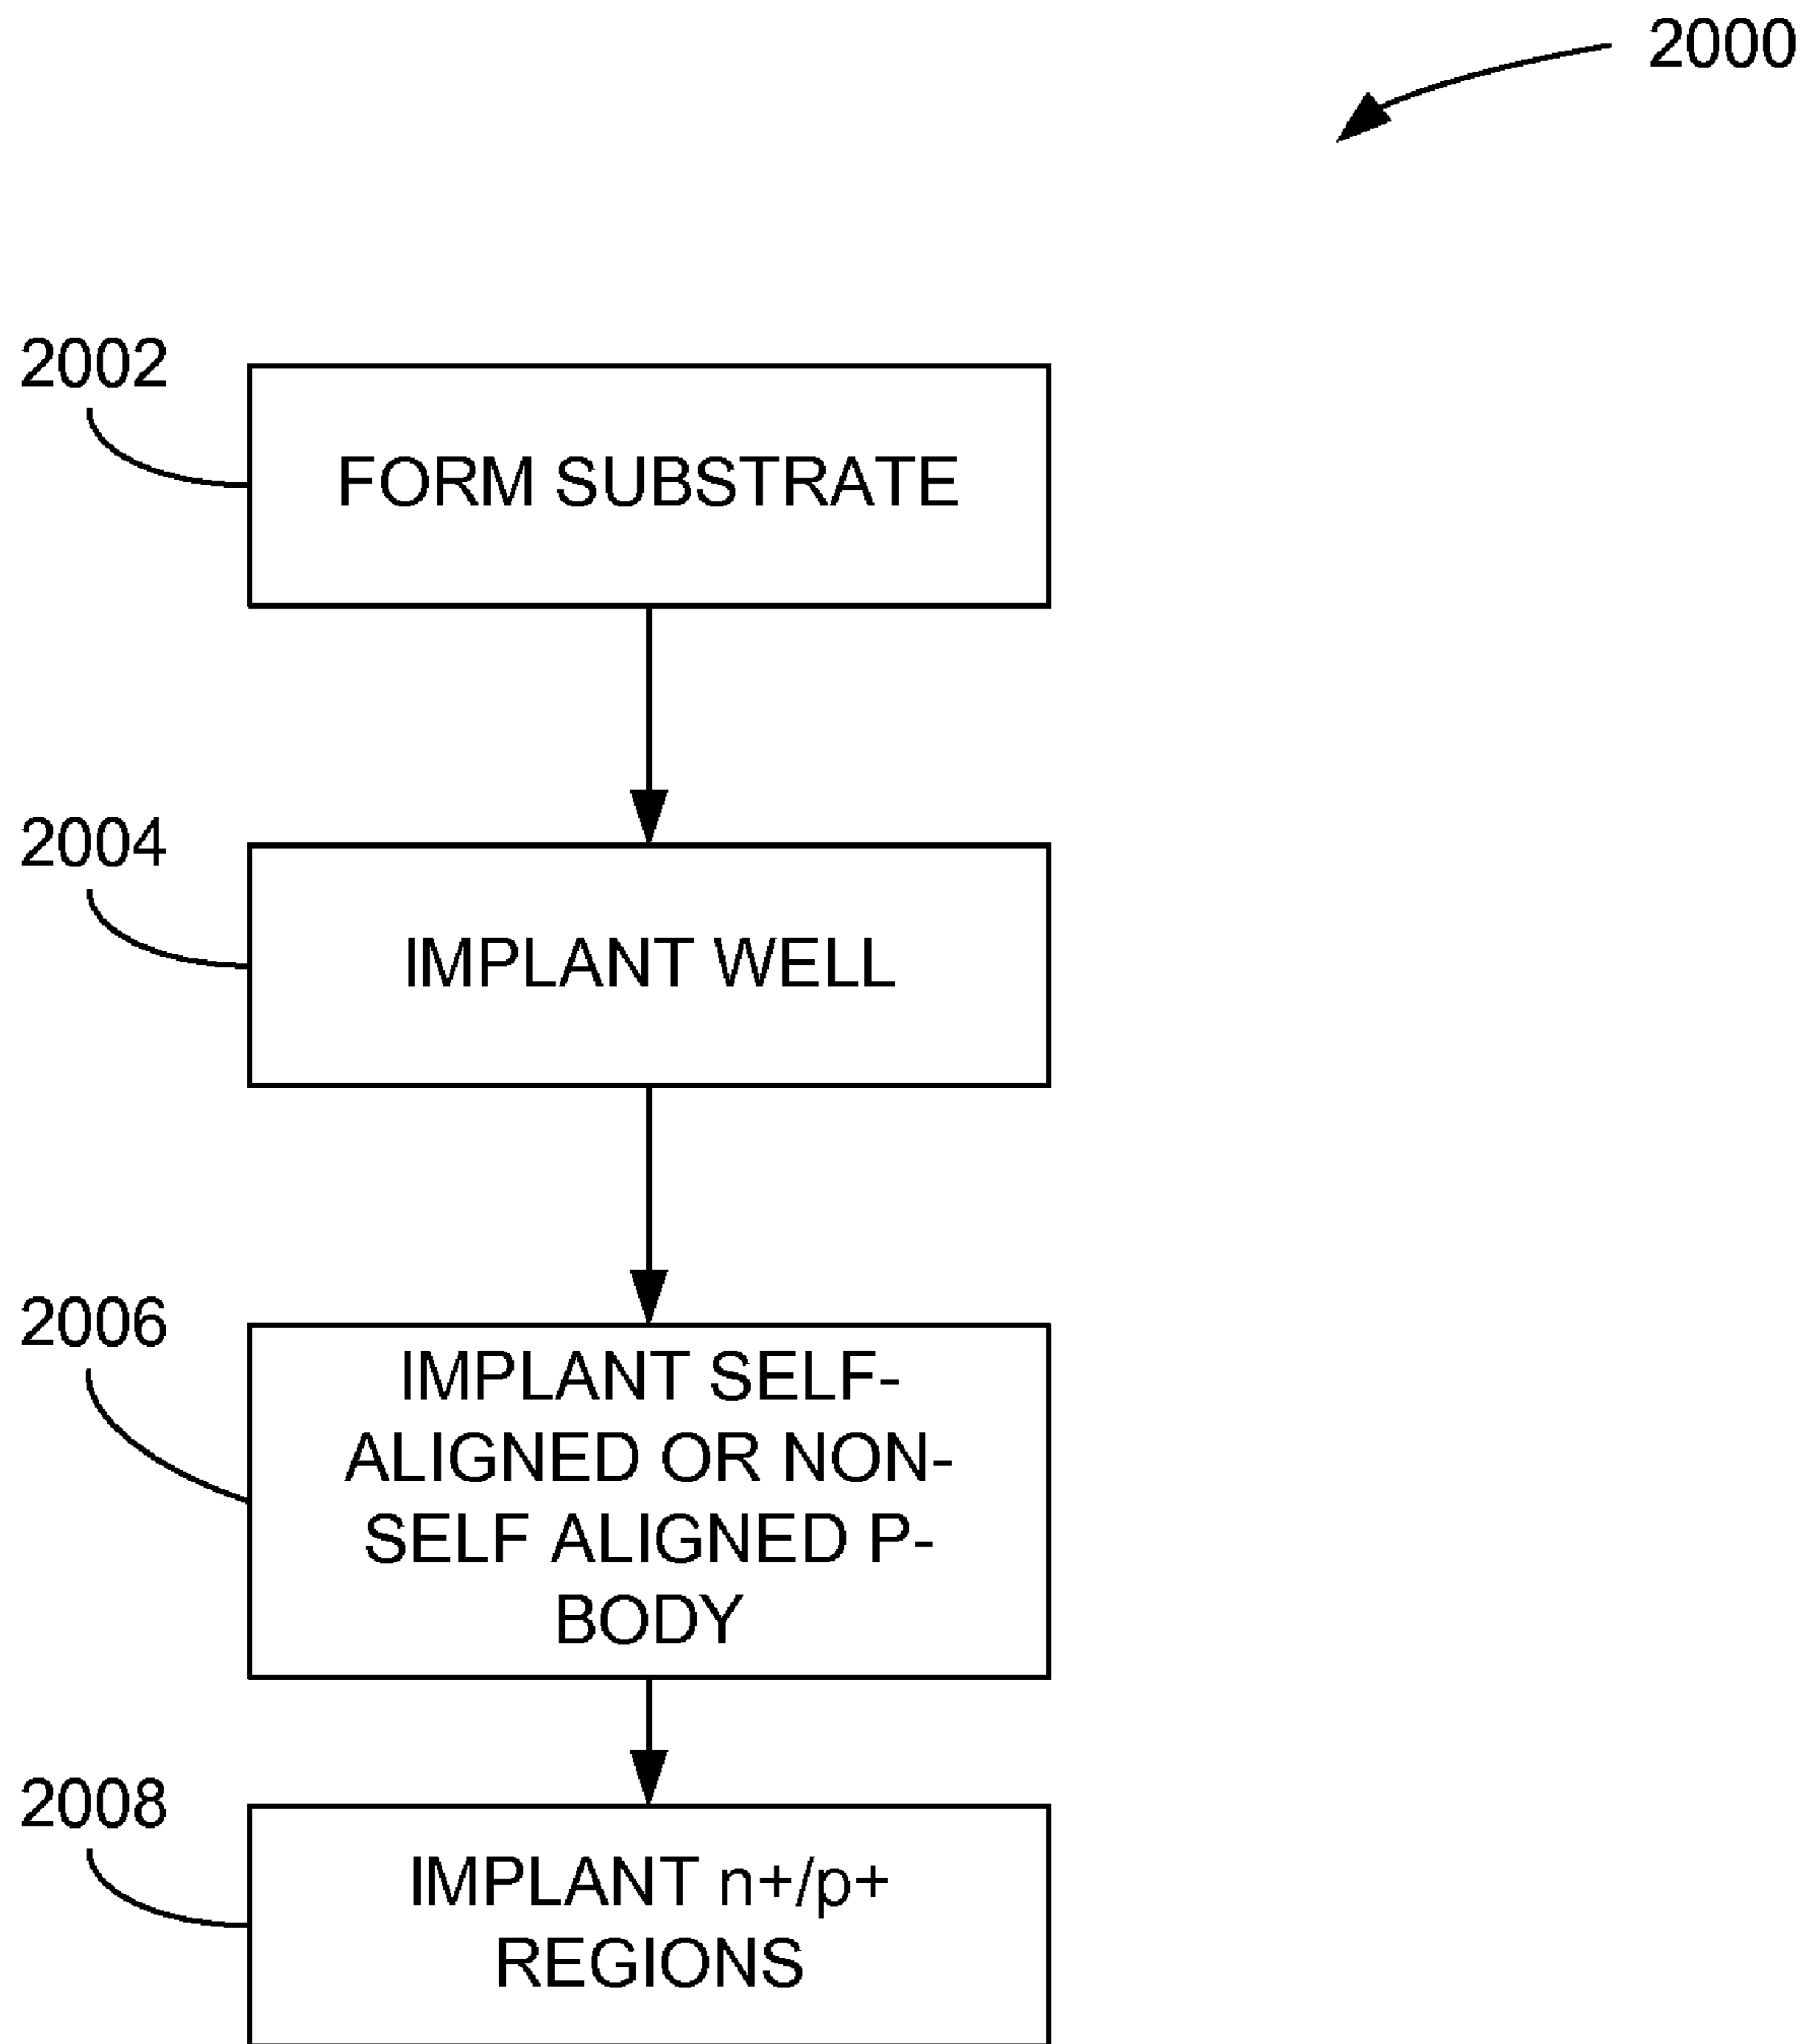 2000
2002
FORM SUBSTRATE
2004
IMPLANT WELL
2006
IMPLANT SELF-
ALIGNED OR NON-
SELF ALIGNED P-
BODY
2008
IMPLANT n+/p+
REGIONS